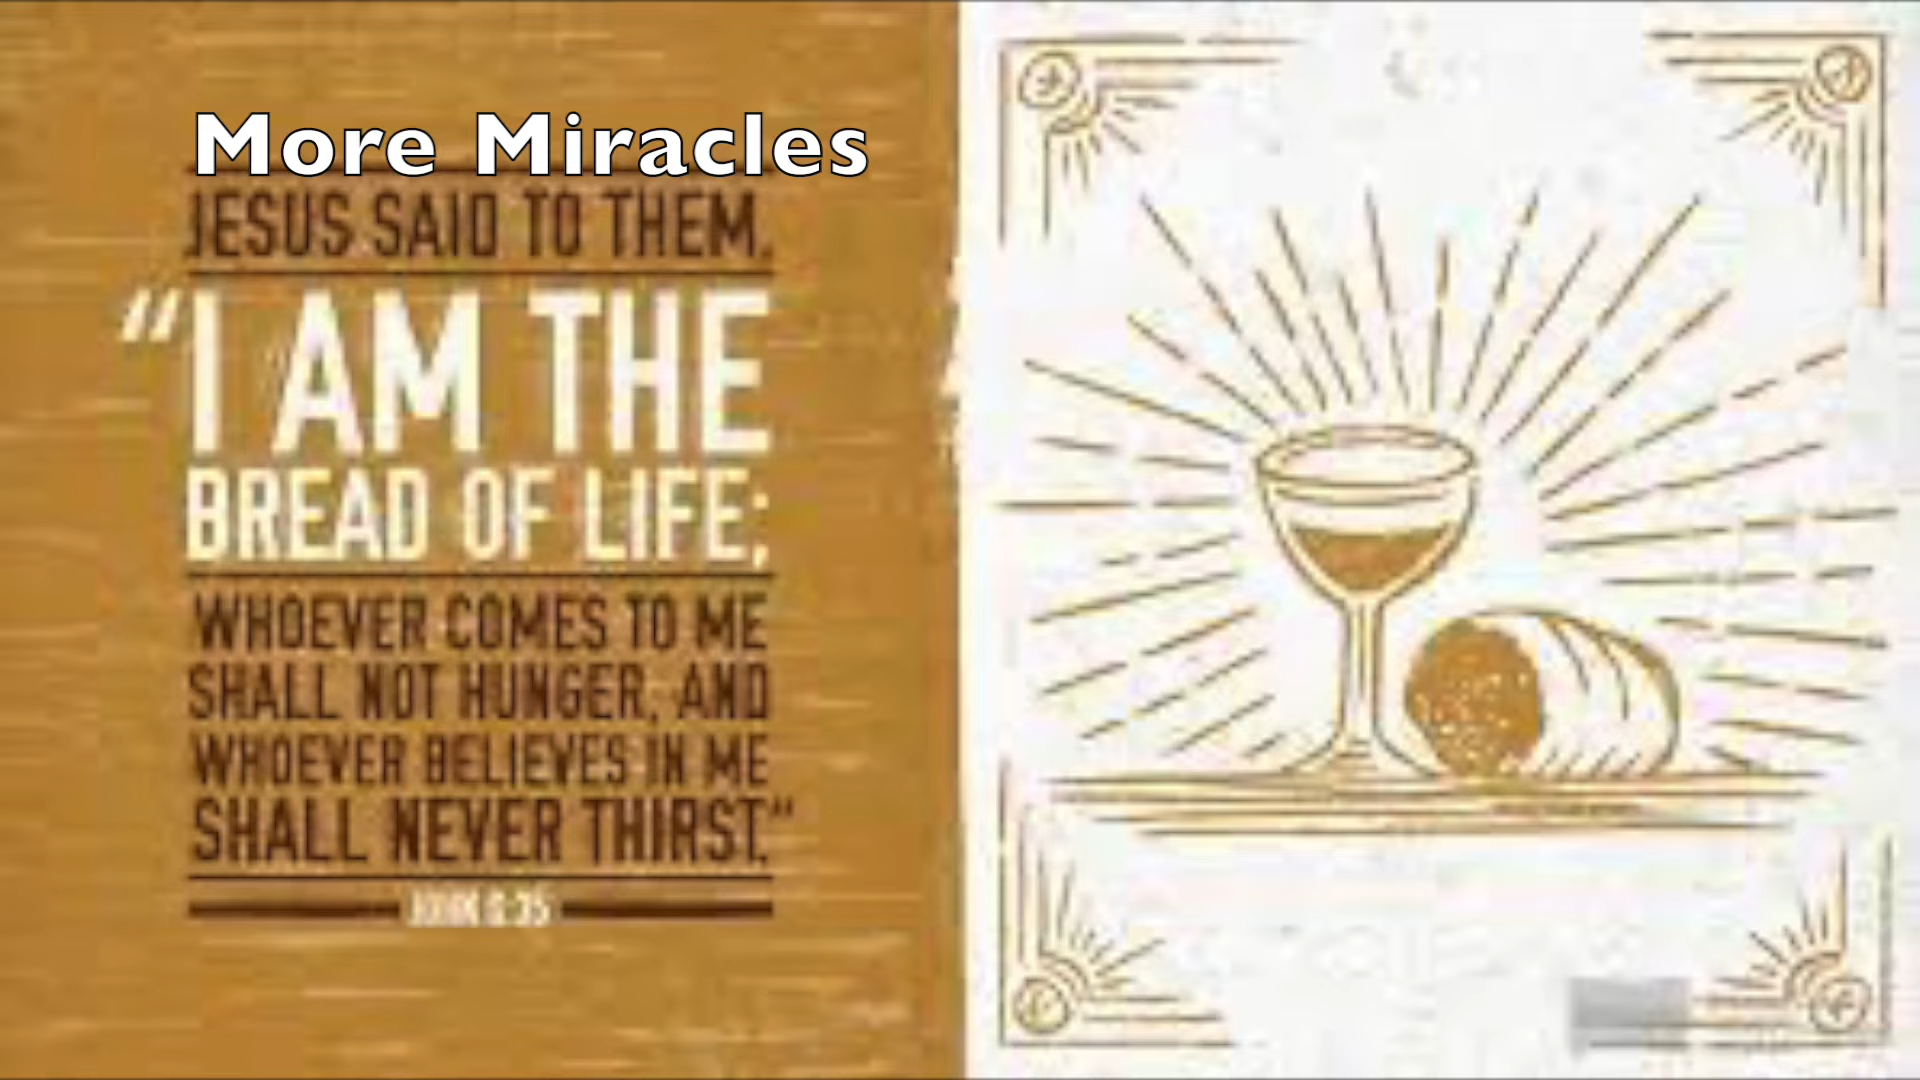 More Miracles
JESUS SAID TO THEM,
“I AM THE
BREAD OF LIFE;
WHOEVER COMES TO ME
SHALL NOT HUNGER, AND
WHOEVER BELIEVES IN ME
SHALL NEVER THIRST.”
JOHN 6:35